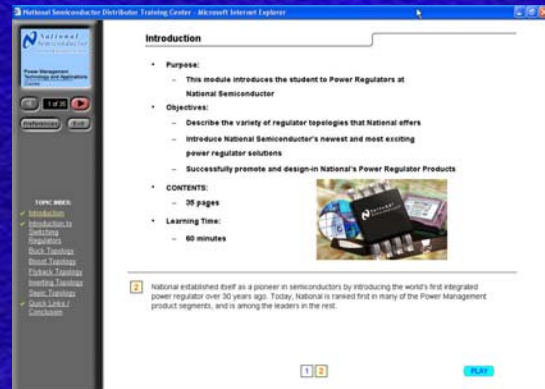 National Semiconductor Distributor Training Center - Microsoft Internet Explorer
National
Semiconductor
Power Management
Technology and Applications
Courses
1 of 35
Preferences
Exit
TOPIC INDEX:
Introduction
Introduction to
Switching
Regulators
Buck Topology
Boost Topology
Flyback Topology
Inverting Topology
Sepic Topology
Quick Links /
Conclusion
Introduction
• Purpose:
– This module introduces the student to Power Regulators at
National Semiconductor
• Objectives:
– Describe the variety of regulator topologies that National offers
– Introduce National Semiconductor's newest and most exciting
power regulator solutions
– Successfully promote and design-in National's Power Regulator Products
• CONTENTS:
– 35 pages
• Learning Time:
– 60 minutes
National
Semiconductor
2 National established itself as a pioneer in semiconductors by introducing the world's first integrated
power regulator over 30 years ago. Today, National is ranked first in many of the Power Management
product segments, and is among the leaders in the rest.
1 2
PLAY